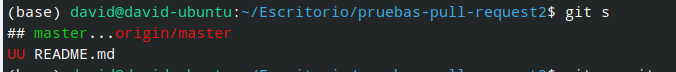 (base) david@david-ubuntu:~/Escritorio/pruebas-pull-request2$ git s
## master...origin/master
UU README.md